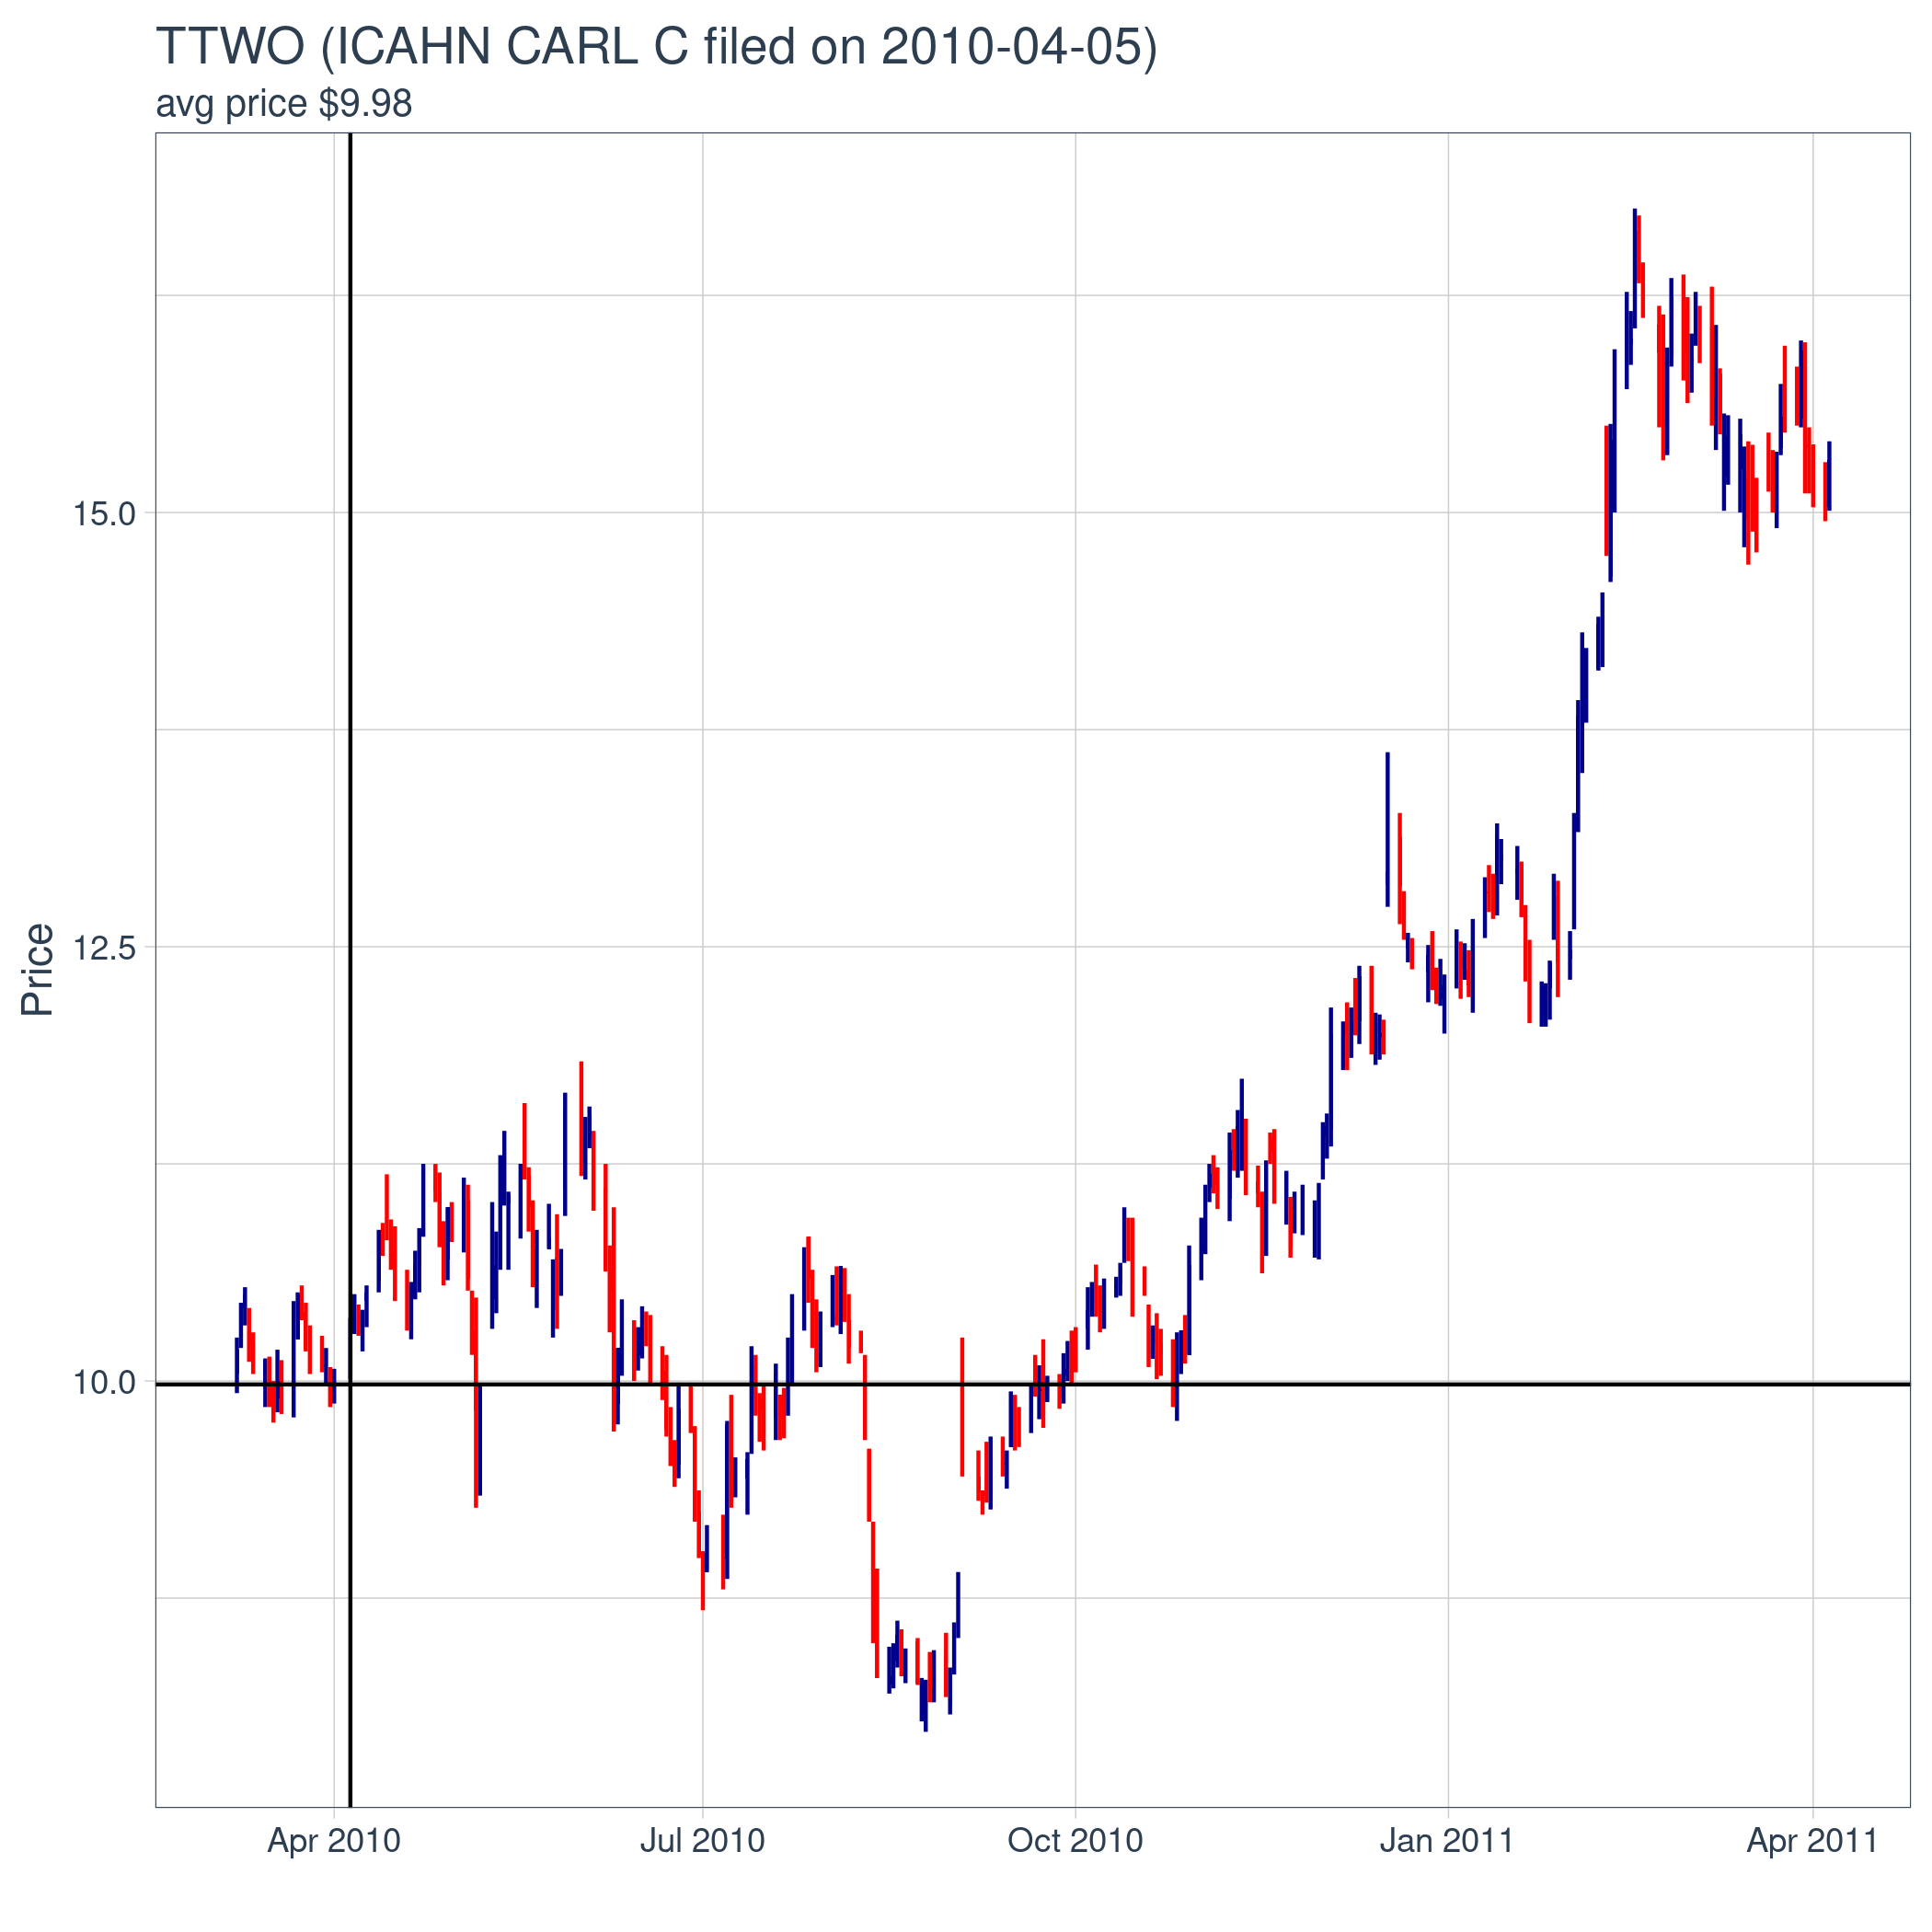 TTWO (ICAHN CARL C filed on 2010-04-05)
avg price $9.98
Price
15.0
12.5
10.0
Apr 2010
Jul 2010
Oct 2010
Jan 2011
Apr 2011